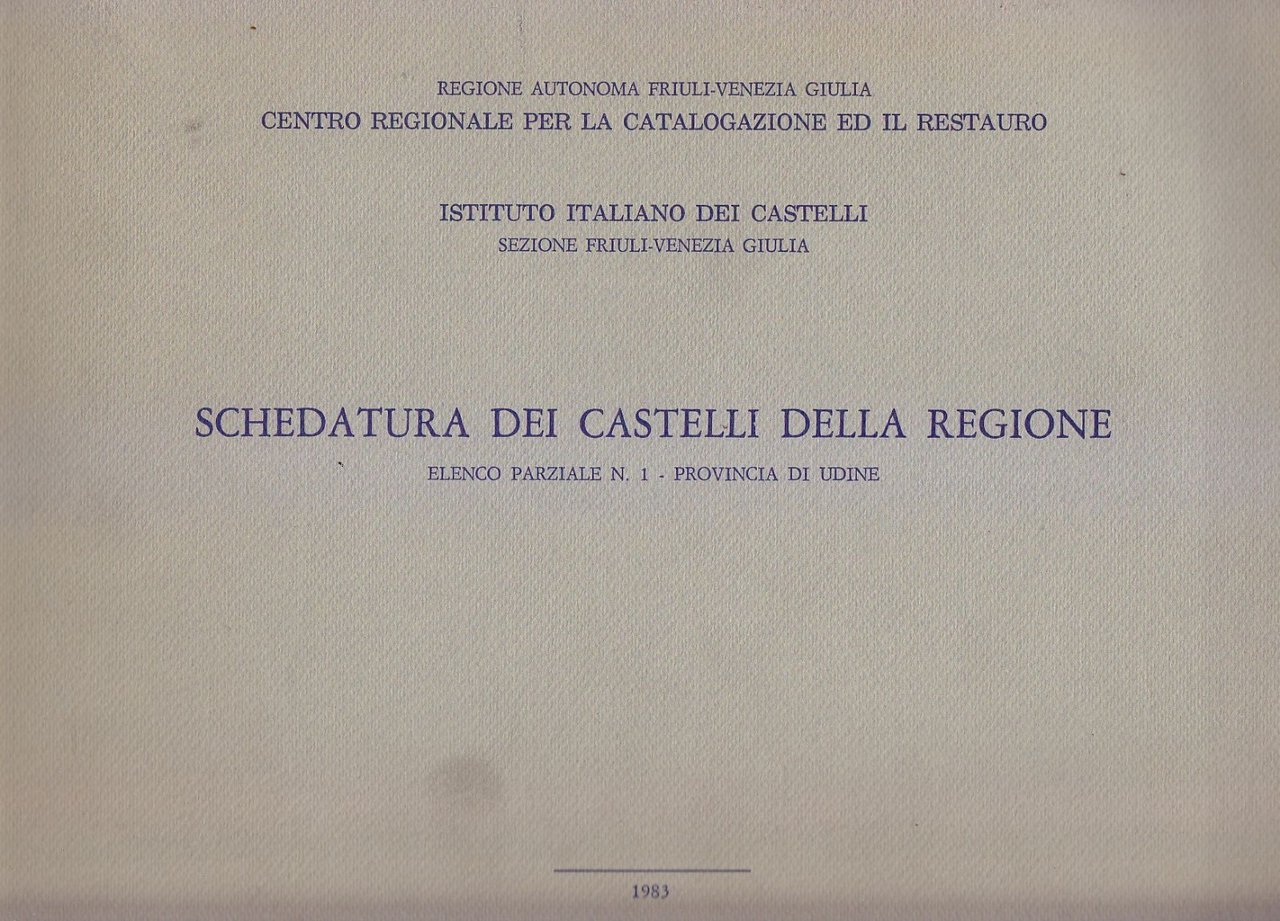 REGIONE AUTONOMA FRIULI-VENEZIA GIULIA
CENTRO REGIONALE PER LA CATALOGAZIONE ED IL RESTAURO
ISTITUTO ITALIANO DEI CASTELLI
SEZIONE FRIULI-VENEZIA GIULIA
SCHEDATURA DEI CASTELLI DELLA REGIONE
ELENCO PARZIALE N. 1 - PROVINCIA DI UDINE
1983